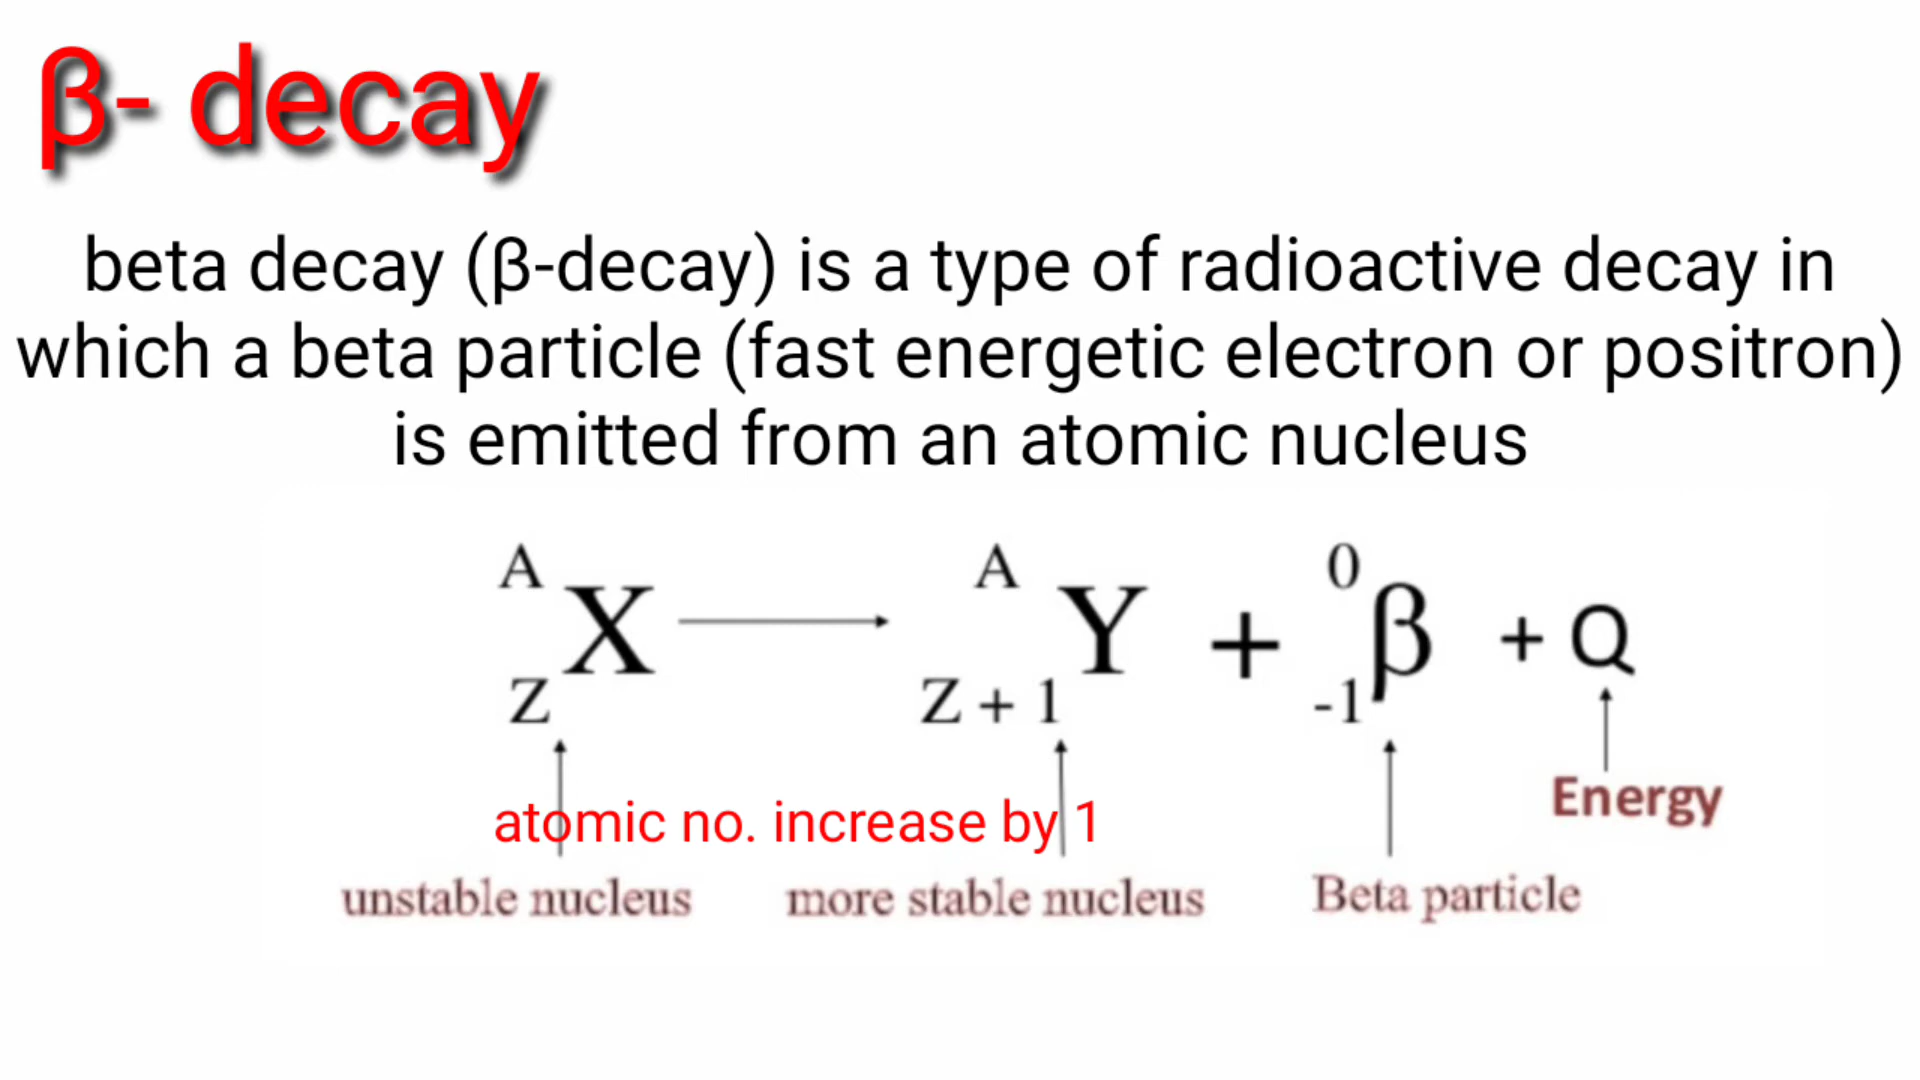 β- decay
beta decay (β-decay) is a type of radioactive decay in
which a beta particle (fast energetic electron or positron)
is emitted from an atomic nucleus
A A 0
X Y + β + Q
Z Z + 1 -1
Energy
atomic no. increase by 1
unstable nucleus more stable nucleus Beta particle